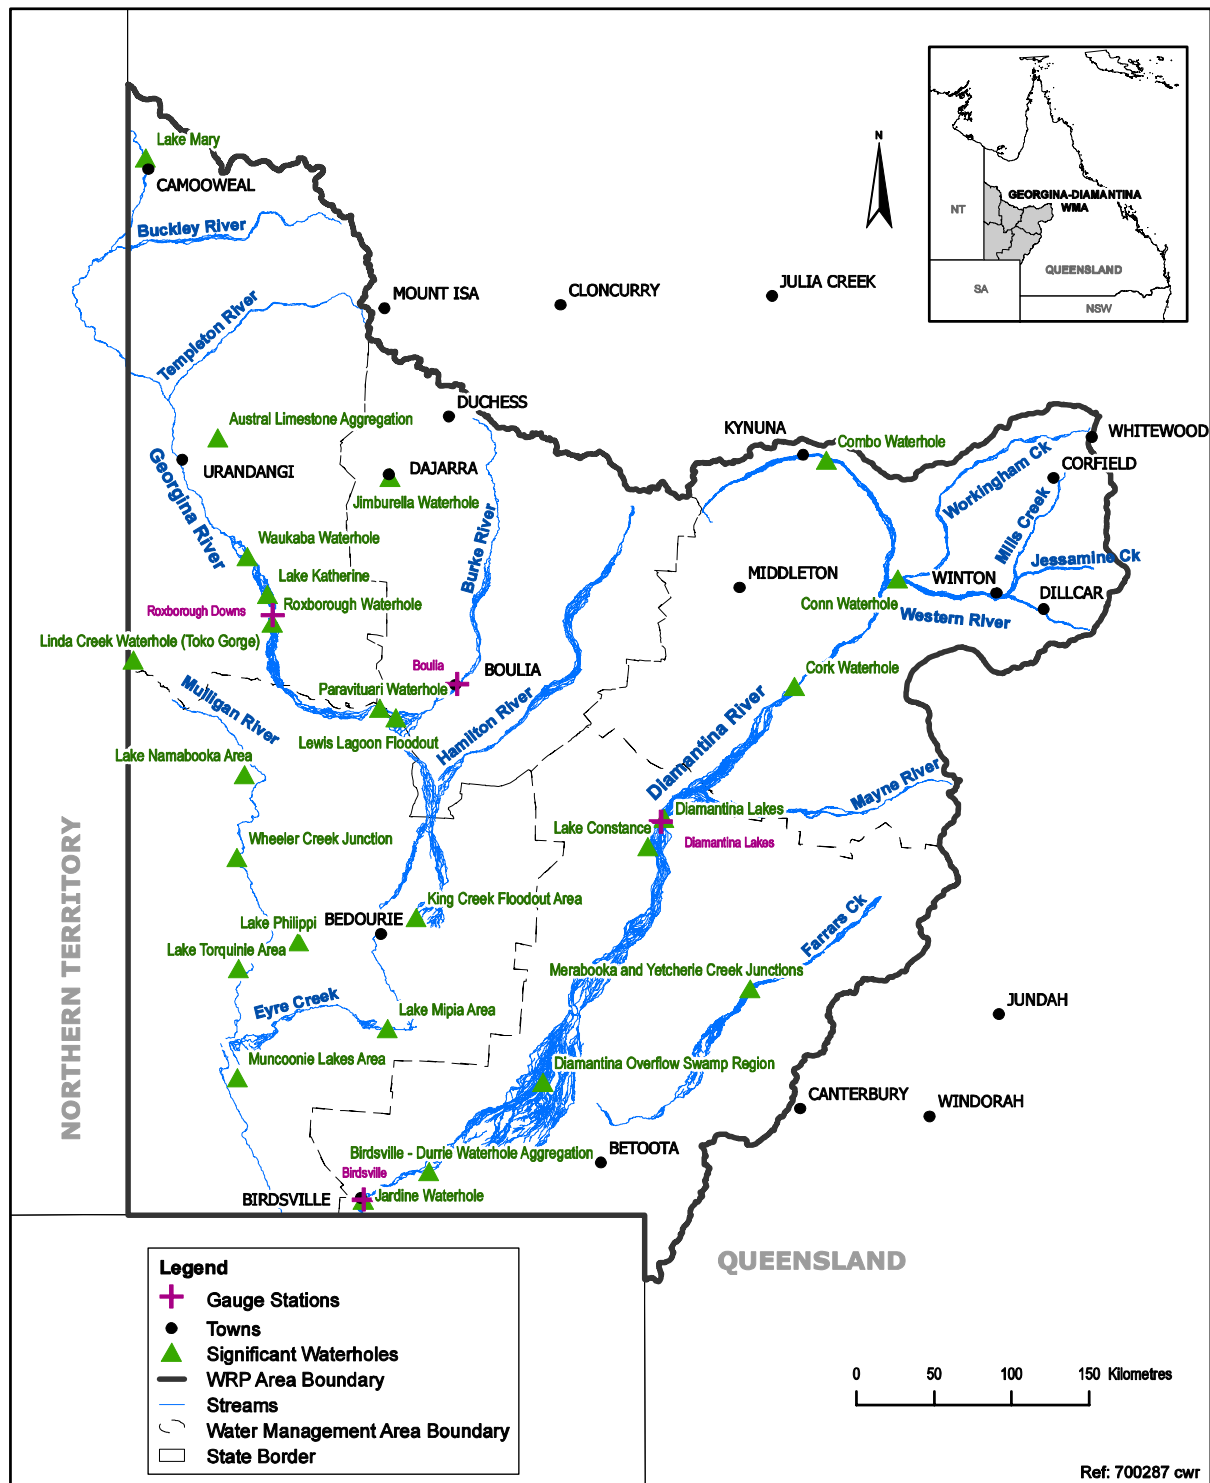 Lake Mary
CAMOOWEAL
Buckley River
N
GEORGINA-DIAMANTINA
WMA
NT
QUEENSLAND
SA
NSW
MOUNT ISA
CLONCURRY
JULIA CREEK
Templeton River
DUCHESS
Austral Limestone Aggregation
KYNUNA
Combo Waterhole
WHITEWOOD
Workingham Ck
CORFIELD
URANDANGI
DAJARRA
Jimburella Waterhole
Georgina River
Burke River
Mills Creek
Waukaba Waterhole
Jessamine Ck
Lake Katherine
MIDDLETON
WINTON
DILLCAR
Roxborough Downs
Roxborough Waterhole
Conn Waterhole
Western River
Linda Creek Waterhole (Toko Gorge)
Boulia
BOULIA
Cork Waterhole
Mulligan River
Paravituari Waterhole
Hamilton River
Diamantina River
Lewis Lagoon Floodout
Lake Namabooka Area
Mayne River
Diamantina Lakes
Lake Constance
Diamantina Lakes
Wheeler Creek Junction
King Creek Floodout Area
Farrars Ck
Lake Philippi
BEDOURIE
Lake Torquinie Area
Merabooka and Yetcherie Creek Junctions
Eyre Creek
Lake Mipia Area
JUNDAH
NORTHERN TERRITORY
Muncoonie Lakes Area
Diamantina Overflow Swamp Region
CANTERBURY
WINDORAH
Birdsville - Durrie Waterhole Aggregation
BETOOTA
Birdsville
BIRDSVILLE
Jardine Waterhole
QUEENSLAND
Legend
Gauge Stations
Towns
Significant Waterholes
WRP Area Boundary
Streams
Water Management Area Boundary
State Border
0 50 100 150 Kilometres
Ref: 700287 cwr